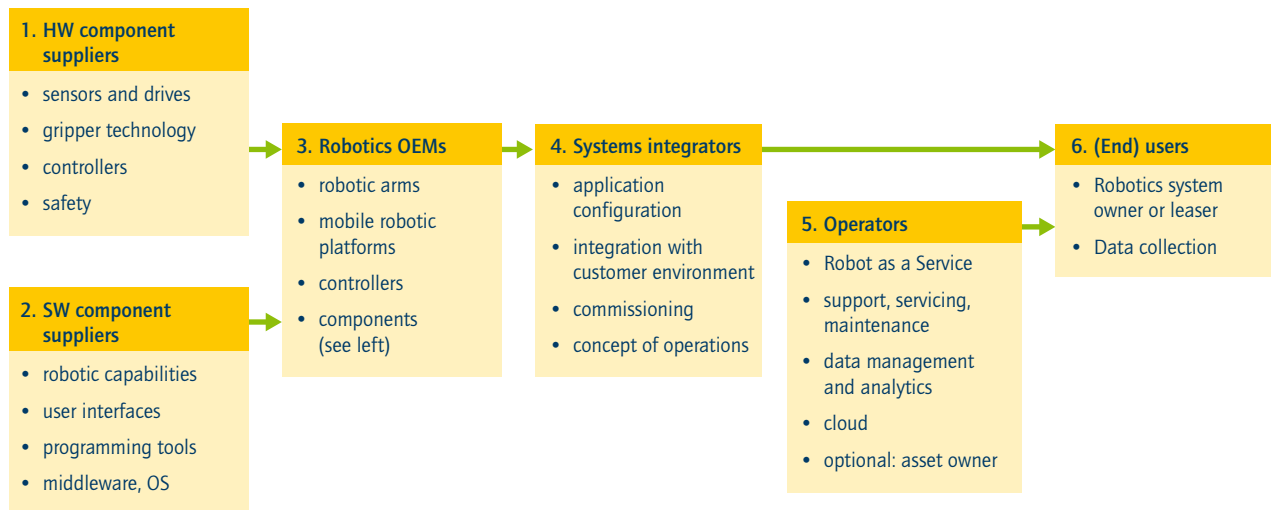 1. HW component
suppliers
• sensors and drives
• gripper technology
• controllers
• safety
2. SW component
suppliers
• robotic capabilities
• user interfaces
• programming tools
• middleware, OS
3. Robotics OEMs
• robotic arms
• mobile robotic
platforms
• controllers
• components
(see left)
4. Systems integrators
• application
configuration
• integration with
customer environment
• commissioning
• concept of operations
5. Operators
• Robot as a Service
• support, servicing,
maintenance
• data management
and analytics
• cloud
• optional: asset owner
6. (End) users
• Robotics system
owner or leaser
• Data collection